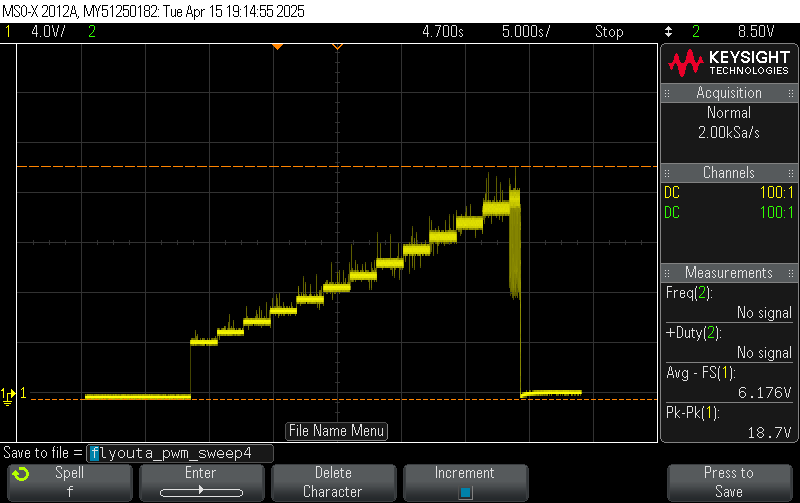 MSO-X 2012A, MY51250182: Tue Apr 15 19:14:55 2025
1 4.0V/ 2 4.700s 5.000s/ Stop 2 8.50V
KEYSIGHT
TECHNOLOGIES
Acquisition
Normal
2.00kSa/s
Channels
DC 100:1
DC 100:1
Measurements
Freq(2):
No signal
+Duty(2):
No signal
Avg - FS(1):
6.176V
Pk-Pk(1):
18.7V
1 1
File Name Menu
Save to file = flyouta_pwm_sweep4
Spell
f
Enter
Delete
Character
Increment
Press to
Save